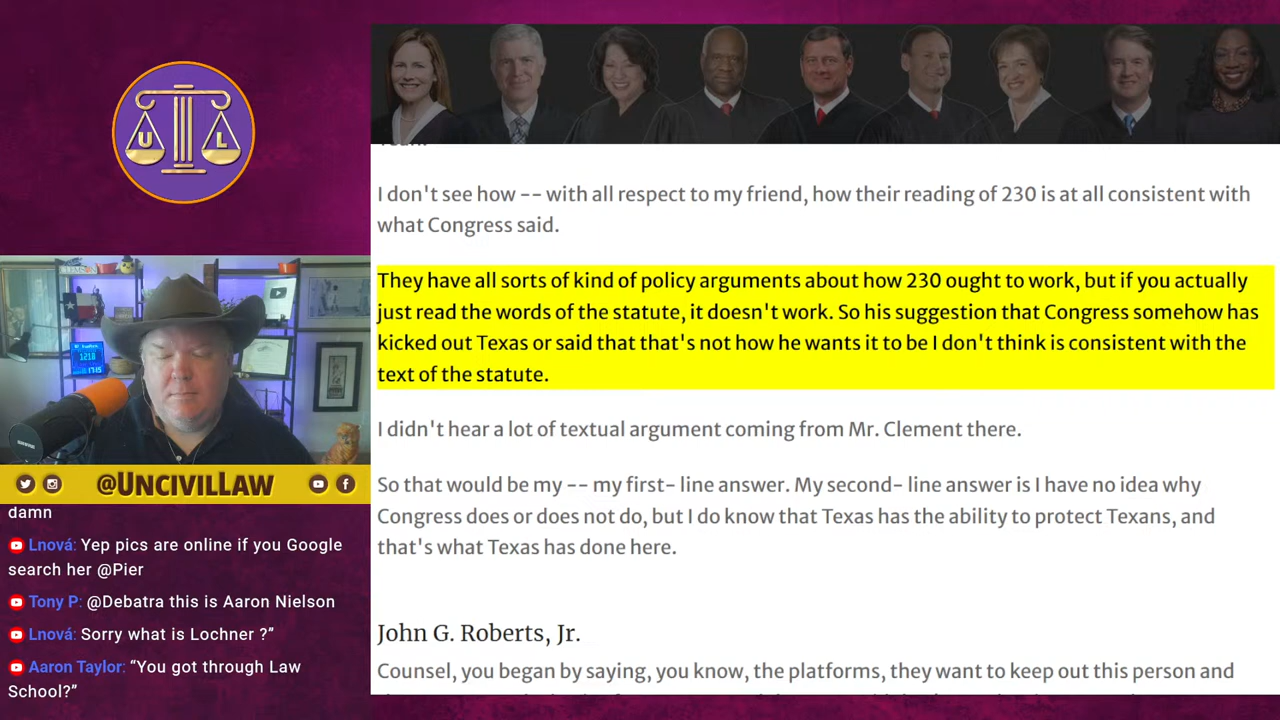 U L
I don't see how -- with all respect to my friend, how their reading of 230 is at all consistent with
what Congress said.
They have all sorts of kind of policy arguments about how 230 ought to work, but if you actually
just read the words of the statute, it doesn't work. So his suggestion that Congress somehow has
kicked out Texas or said that that's not how he wants it to be I don't think is consistent with the
text of the statute.
I didn't hear a lot of textual argument coming from Mr. Clement there.
So that would be my -- my first- line answer. My second- line answer is I have no idea why
Congress does or does not do, but I do know that Texas has the ability to protect Texans, and
that's what Texas has done here.
John G. Roberts, Jr.
Counsel, you began by saying, you know, the platforms, they want to keep out this person and
@UNCIVILLAW
damn
Lnová: Yep pics are online if you Google
search her @Pier
Tony P: @Debatra this is Aaron Nielson
Lnová: Sorry what is Lochner ?”
Aaron Taylor: “You got through Law
School?”